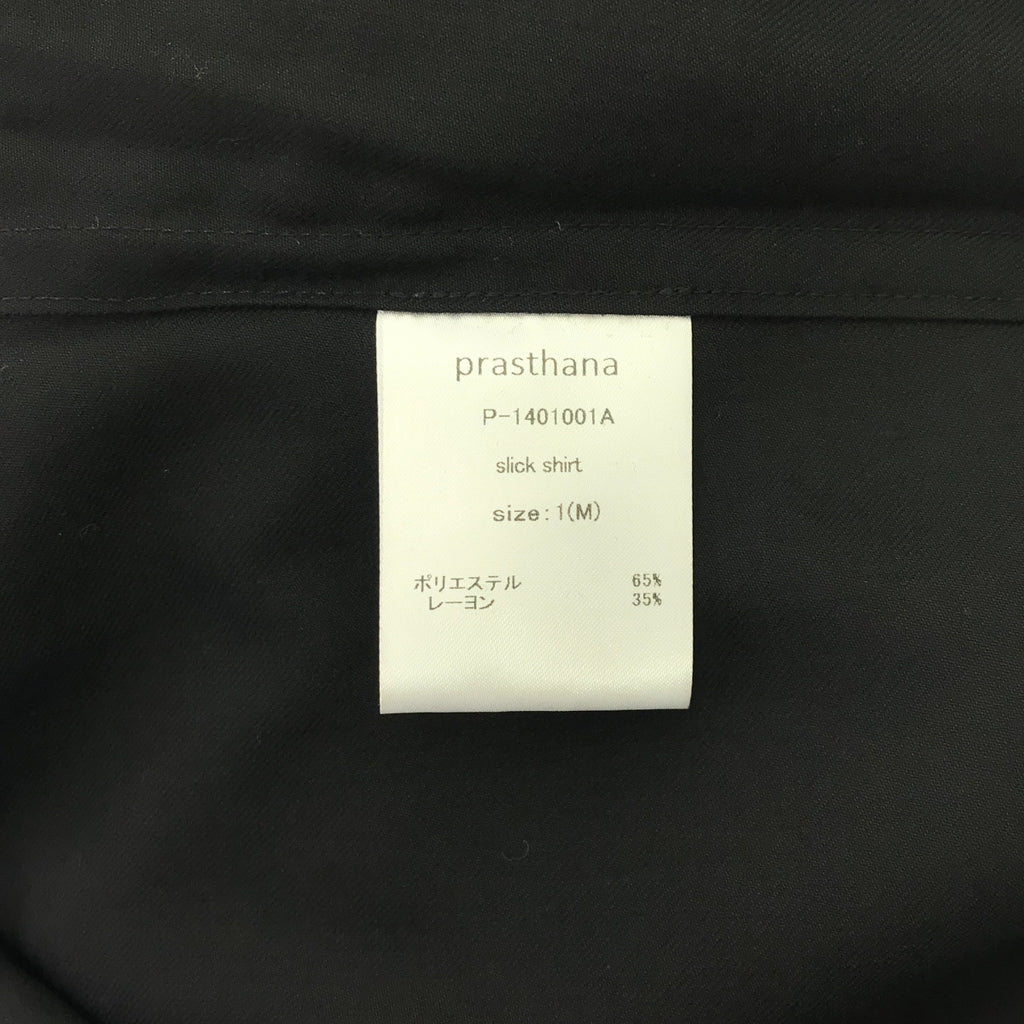 prasthana
P-1401001A
slick shirt
size:1(M)
ポリエステル 65%
レーヨン 35%